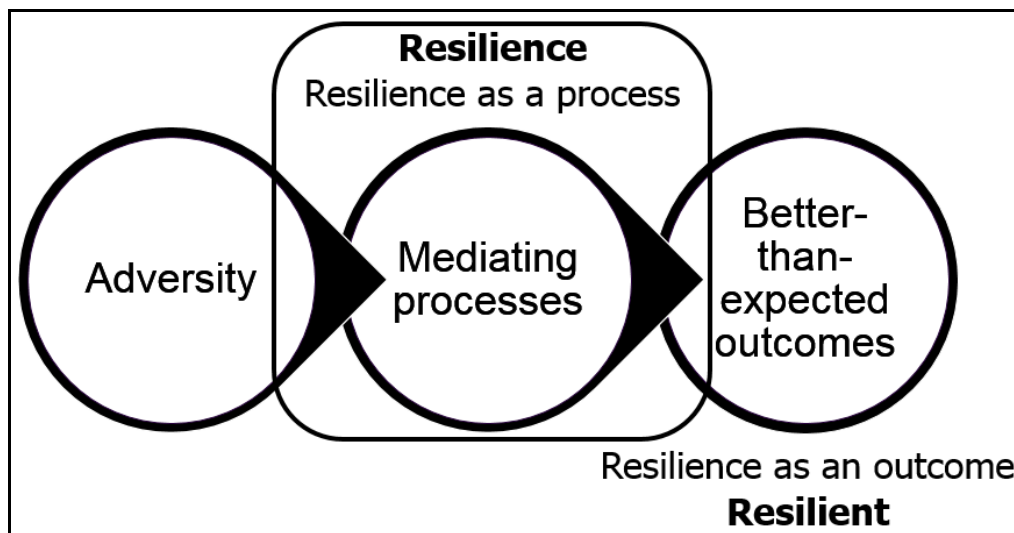 Resilience
Resilience as a process
Adversity
Mediating
processes
Better-
than-
expected
outcomes
Resilience as an outcome
Resilient